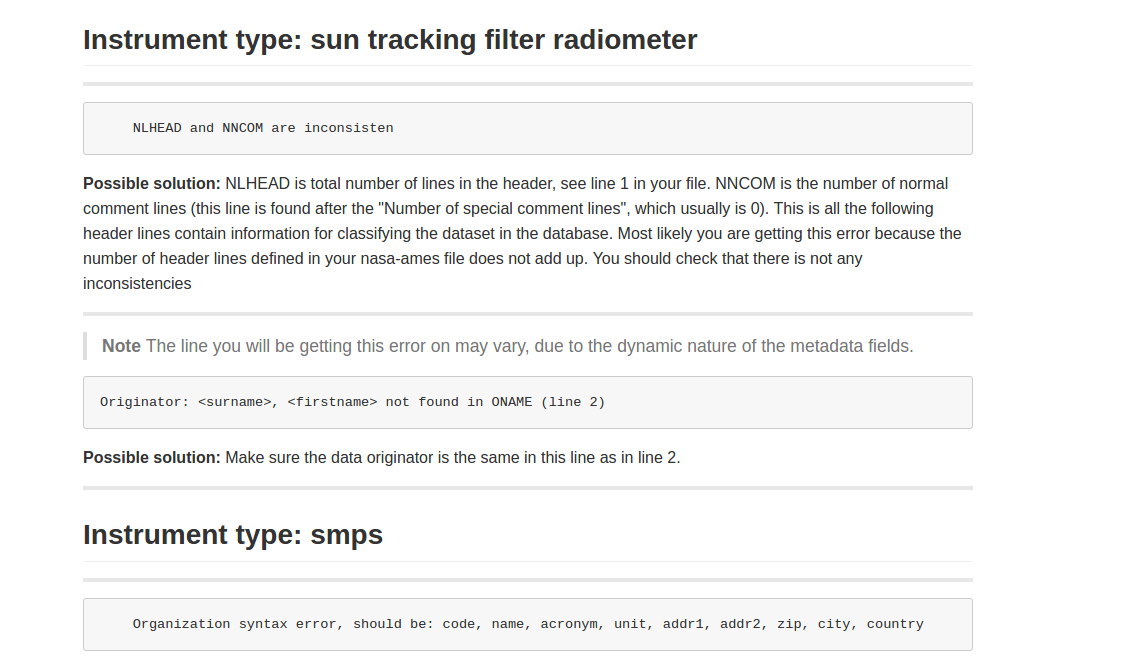 Instrument type: sun tracking filter radiometer
NLHEAD and NNCOM are inconsisten
Possible solution: NLHEAD is total number of lines in the header, see line 1 in your file. NNCOM is the number of normal
comment lines (this line is found after the "Number of special comment lines", which usually is 0). This is all the following
header lines contain information for classifying the dataset in the database. Most likely you are getting this error because the
number of header lines defined in your nasa-ames file does not add up. You should check that there is not any
inconsistencies
Note The line you will be getting this error on may vary, due to the dynamic nature of the metadata fields.
Originator: <surname>, <firstname> not found in ONAME (line 2)
Possible solution: Make sure the data originator is the same in this line as in line 2.
Instrument type: smps
Organization syntax error, should be: code, name, acronym, unit, addr1, addr2, zip, city, country